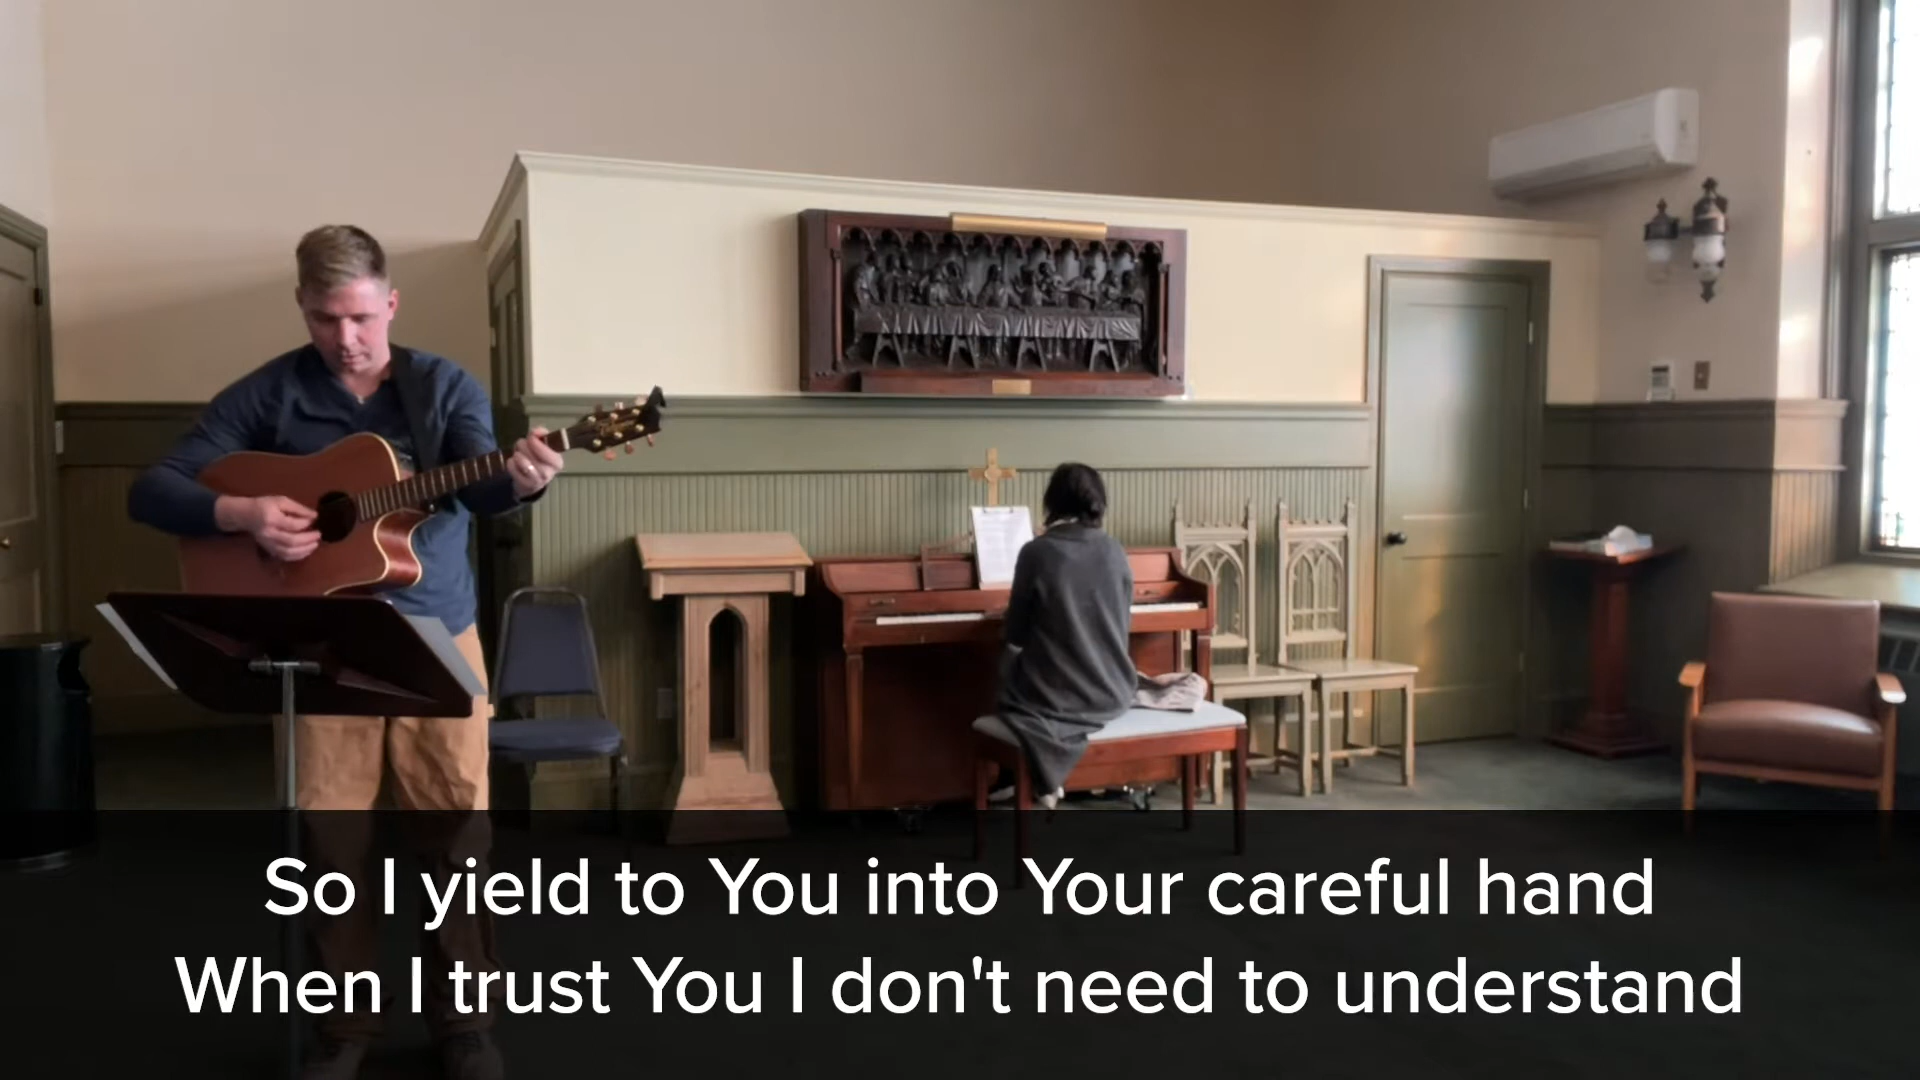 So I yield to You into Your careful hand
When I trust You I don't need to understand